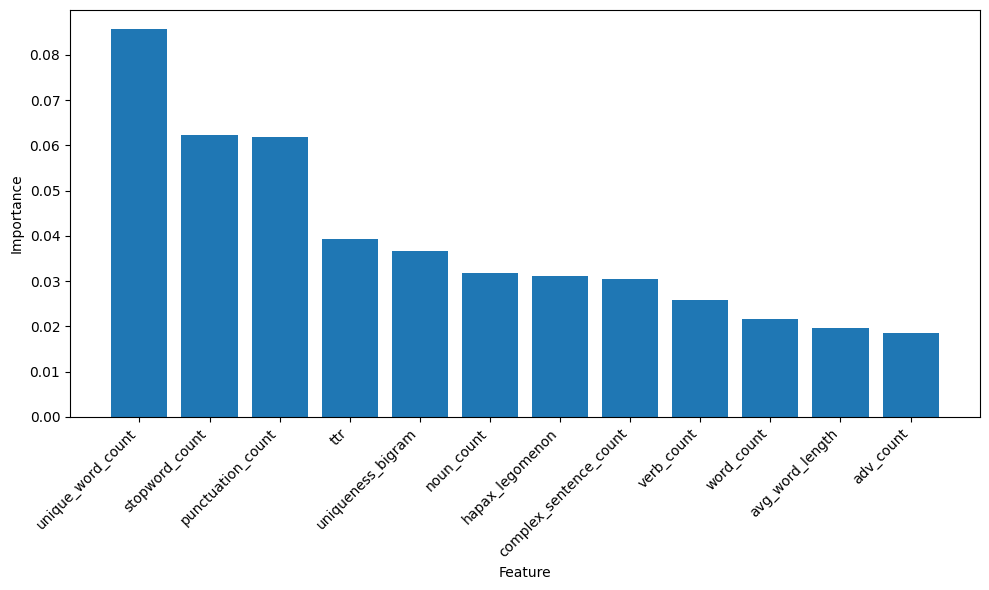 Importance
0.08
0.07
0.06
0.05
0.04
0.03
0.02
0.01
0.00
unique_word_count
stopword_count
punctuation_count
ttr
uniqueness_bigram
noun_count
hapax_legomenon
complex_sentence_count
verb_count
word_count
avg_word_length
adv_count
Feature